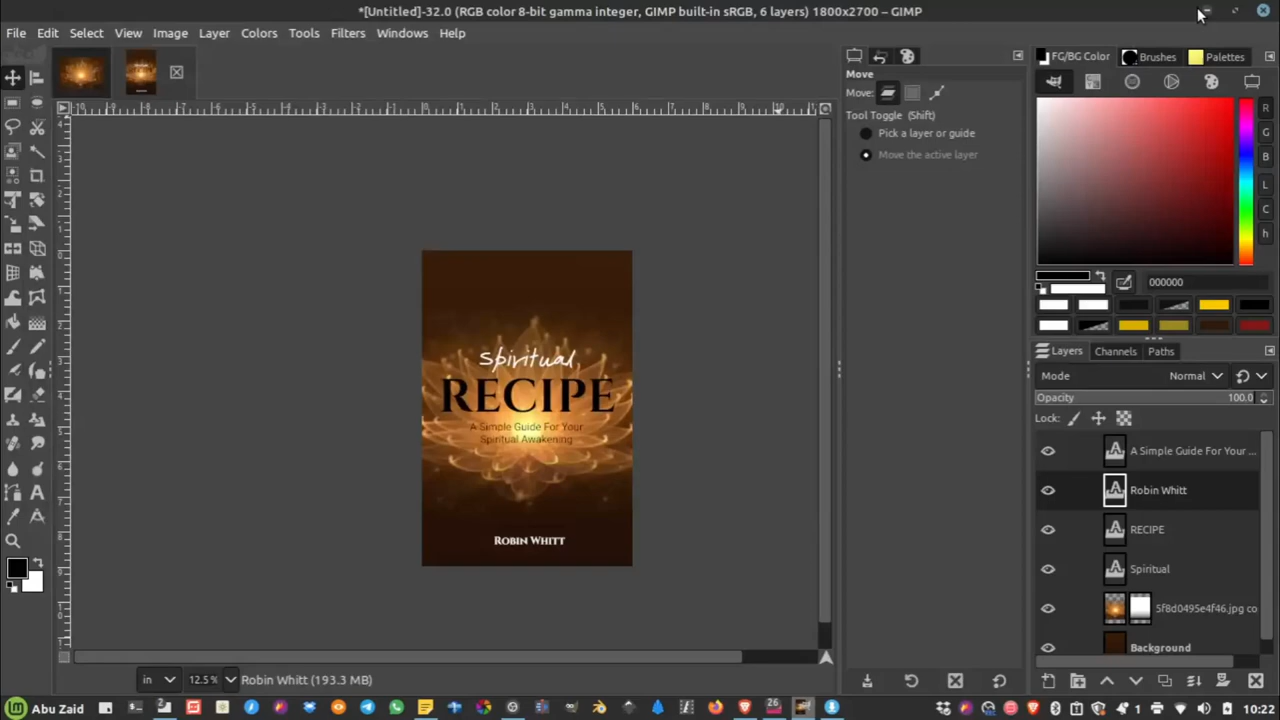 *[Untitled]-32.0 (RGB color 8-bit gamma integer, GIMP built-in sRGB, 6 layers) 1800x2700 – GIMP
File Edit Select View Image Layer Colors Tools Filters Windows Help
FG/BG Color Brushes Palettes
Move
Move:
Tool Toggle (Shift)
Pick a layer or guide
Move the active layer
R
G
B
L
C
h
000000
Layers Channels Paths
Mode Normal
Opacity 100.0
Lock:
A Simple Guide For Your ...
Robin Whitt
RECIPE
Spiritual
5f8d0495e4f46.jpg co
Background
Spiritual
RECIPE
A Simple Guide For Your
Spiritual Awakening
Robin Whitt
in 12.5% Robin Whitt (193.3 MB)
Abu Zaid 26 10:22